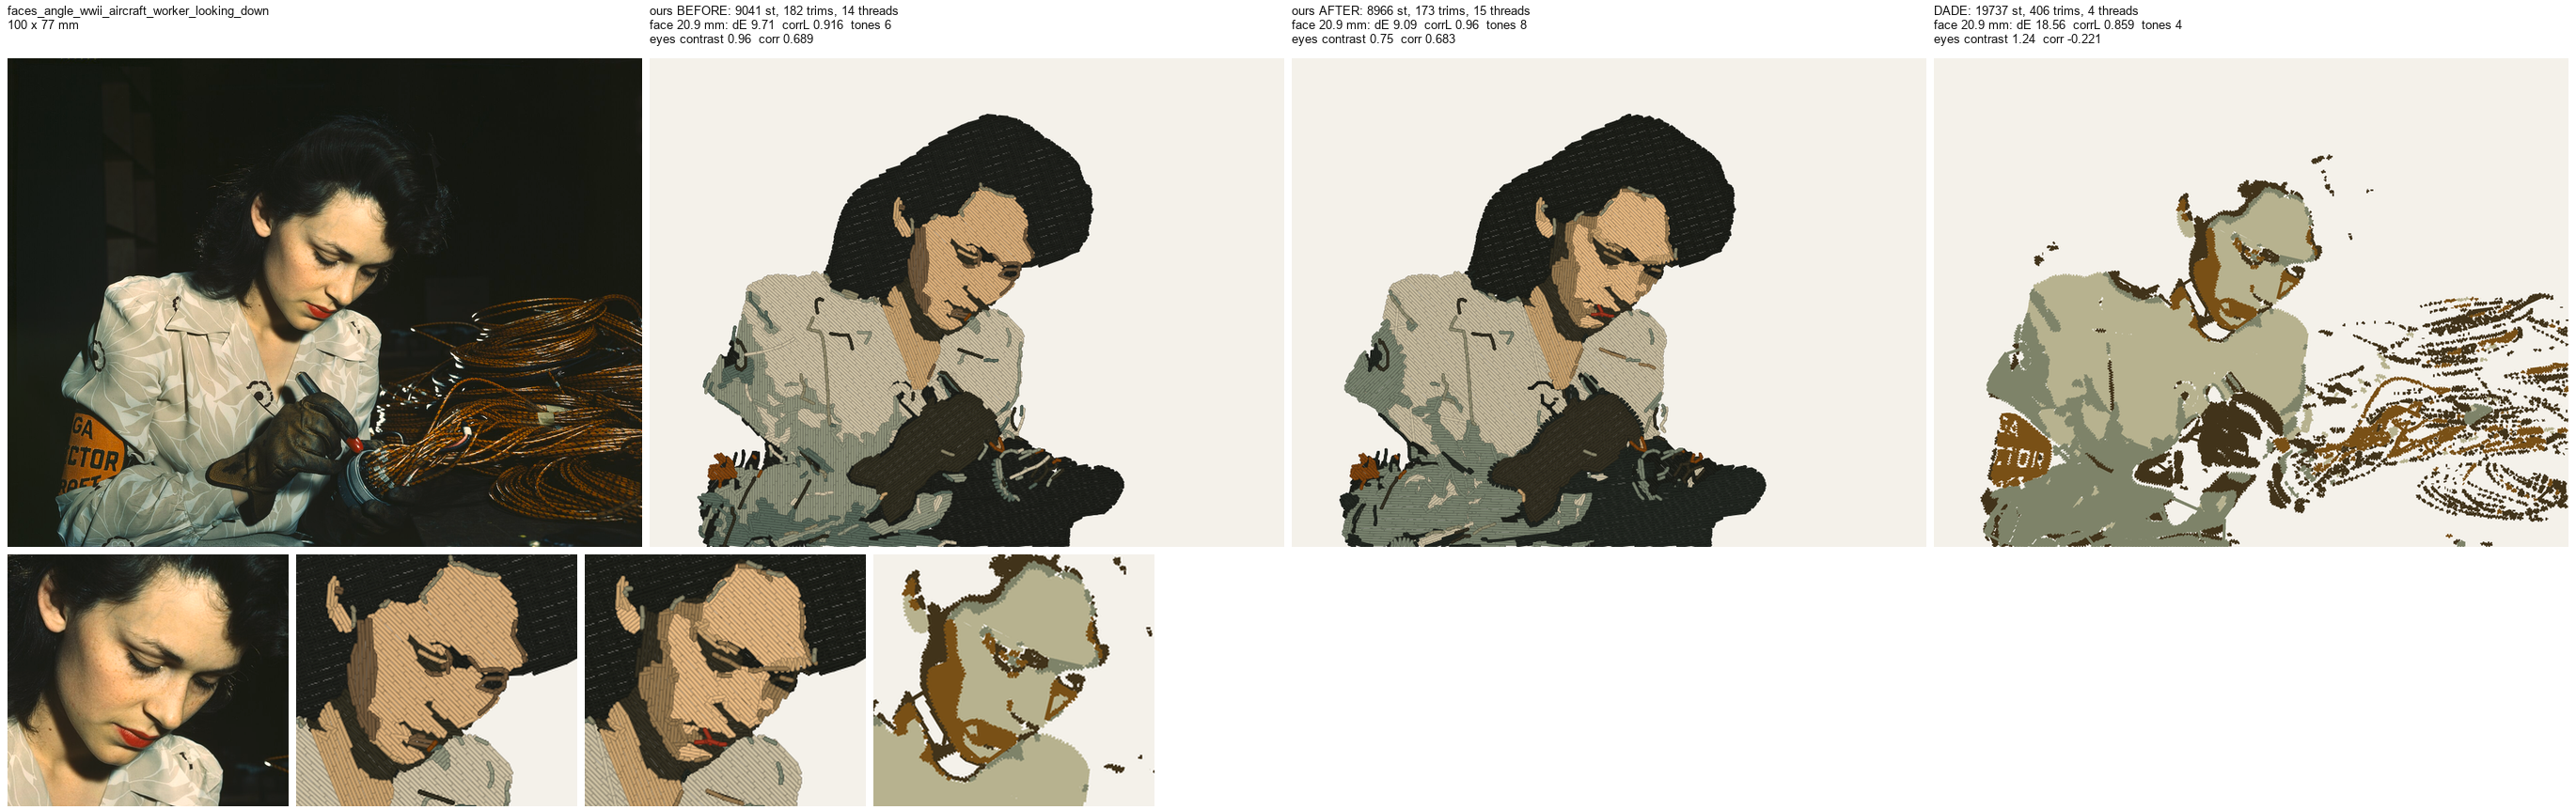 faces_angle_wwii_aircraft_worker_looking_down
100 x 77 mm
ours BEFORE: 9041 st, 182 trims, 14 threads
face 20.9 mm: dE 9.71 corrL 0.916 tones 6
eyes contrast 0.96 corr 0.689
ours AFTER: 8966 st, 173 trims, 15 threads
face 20.9 mm: dE 9.09 corrL 0.96 tones 8
eyes contrast 0.75 corr 0.683
DADE: 19737 st, 406 trims, 4 threads
face 20.9 mm: dE 18.56 corrL 0.859 tones 4
eyes contrast 1.24 corr -0.221
GA
CTOR